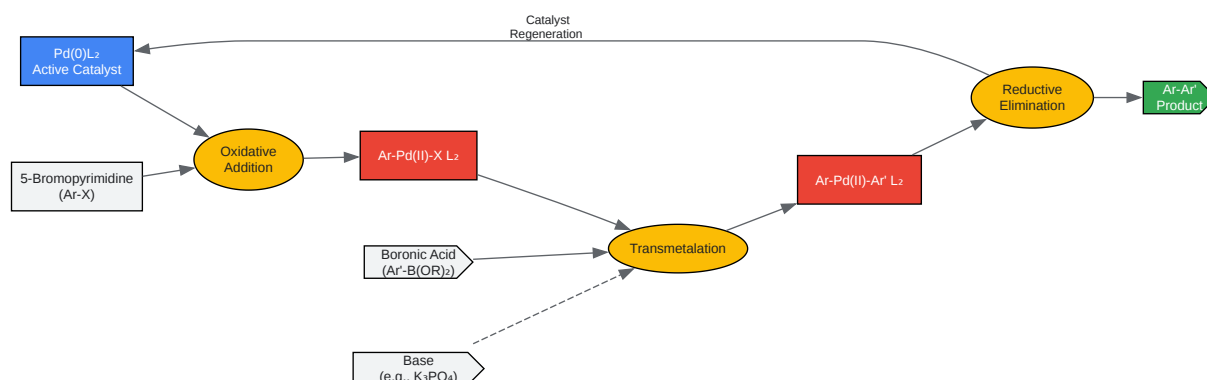 Catalyst
Regeneration
Pd(0)L₂
Active Catalyst
5-Bromopyrimidine
(Ar-X)
Oxidative
Addition
Ar-Pd(II)-X L₂
Boronic Acid
(Ar'-B(OR)₂)
Base
(e.g., K₃PO₄)
Transmetalation
Ar-Pd(II)-Ar' L₂
Reductive
Elimination
Ar-Ar'
Product